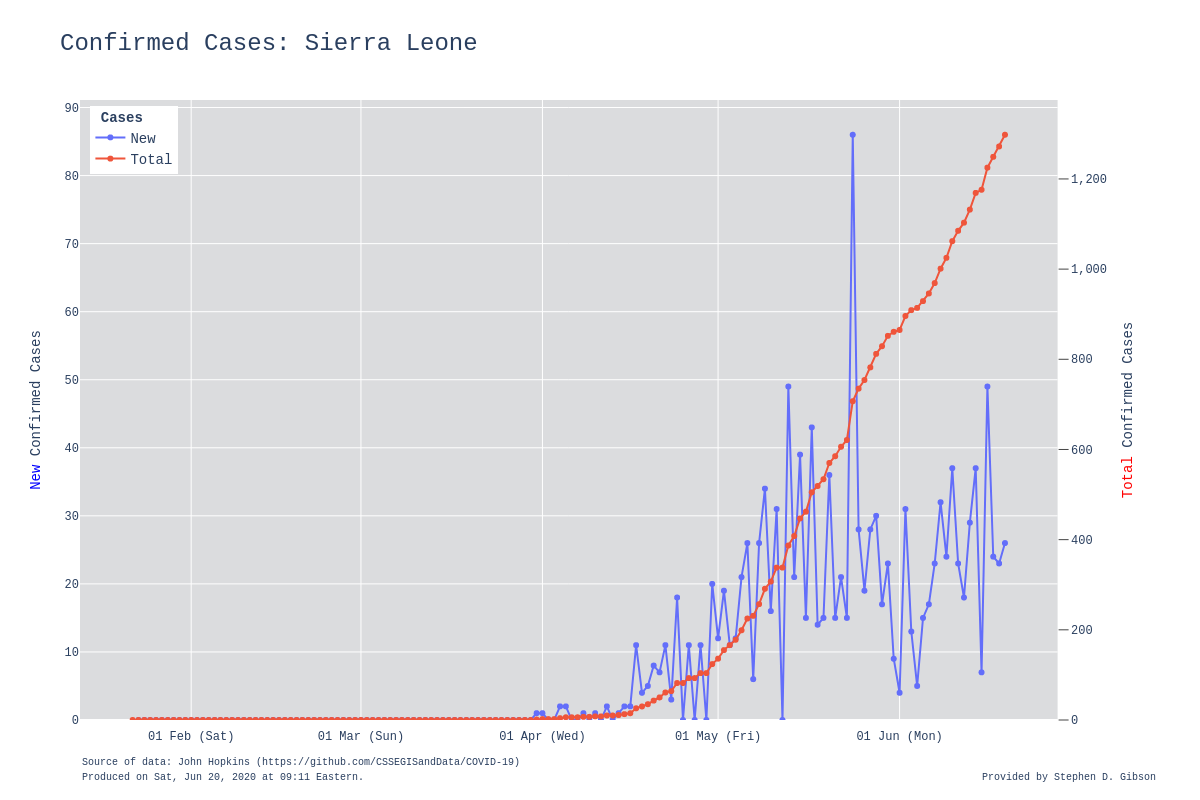 Confirmed Cases: Sierra Leone
Cases
New
Total
90
80
70
60
50
40
30
20
10
0
New Confirmed Cases
1,200
1,000
800
600
400
200
0
Total Confirmed Cases
01 Feb (Sat) 01 Mar (Sun) 01 Apr (Wed) 01 May (Fri) 01 Jun (Mon)
Source of data: John Hopkins (https://github.com/CSSEGISandData/COVID-19)
Produced on Sat, Jun 20, 2020 at 09:11 Eastern.
Provided by Stephen D. Gibson